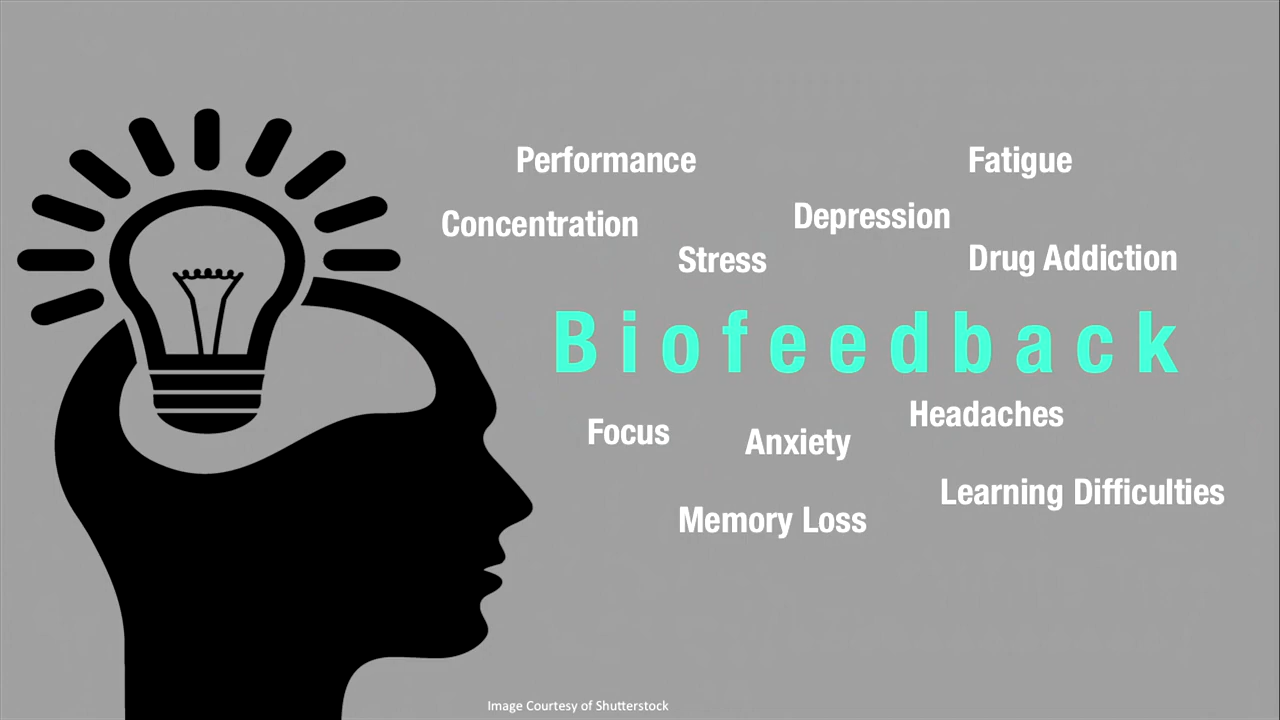 Performance
Fatigue
Concentration
Depression
Stress
Drug Addiction
Biofeedback
Headaches
Focus
Anxiety
Learning Difficulties
Memory Loss
Image Courtesy of Shutterstock